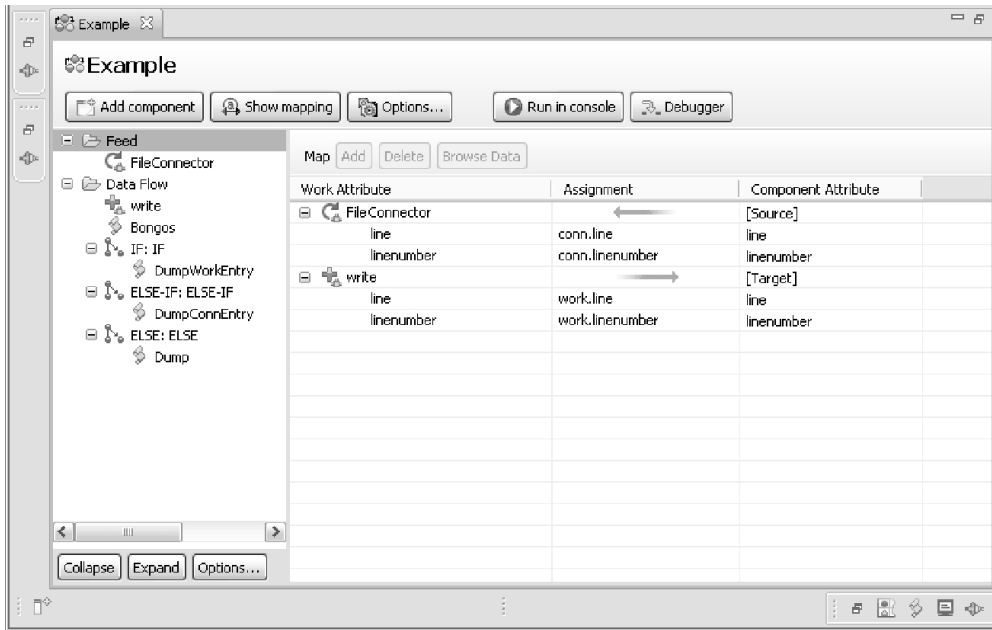 Example
Example
Add component Show mapping Options... Run in console Debugger
Feed
FileConnector
Data Flow
write
Bongos
IF: IF
DumpWorkEntry
ELSE-IF: ELSE-IF
DumpConnEntry
ELSE: ELSE
Dump
Collapse Expand Options...
Map Add Delete Browse Data
Work Attribute Assignment Component Attribute
FileConnector [Source]
line conn.line line
linenumber conn.linenumber linenumber
write [Target]
line work.line line
linenumber work.linenumber linenumber